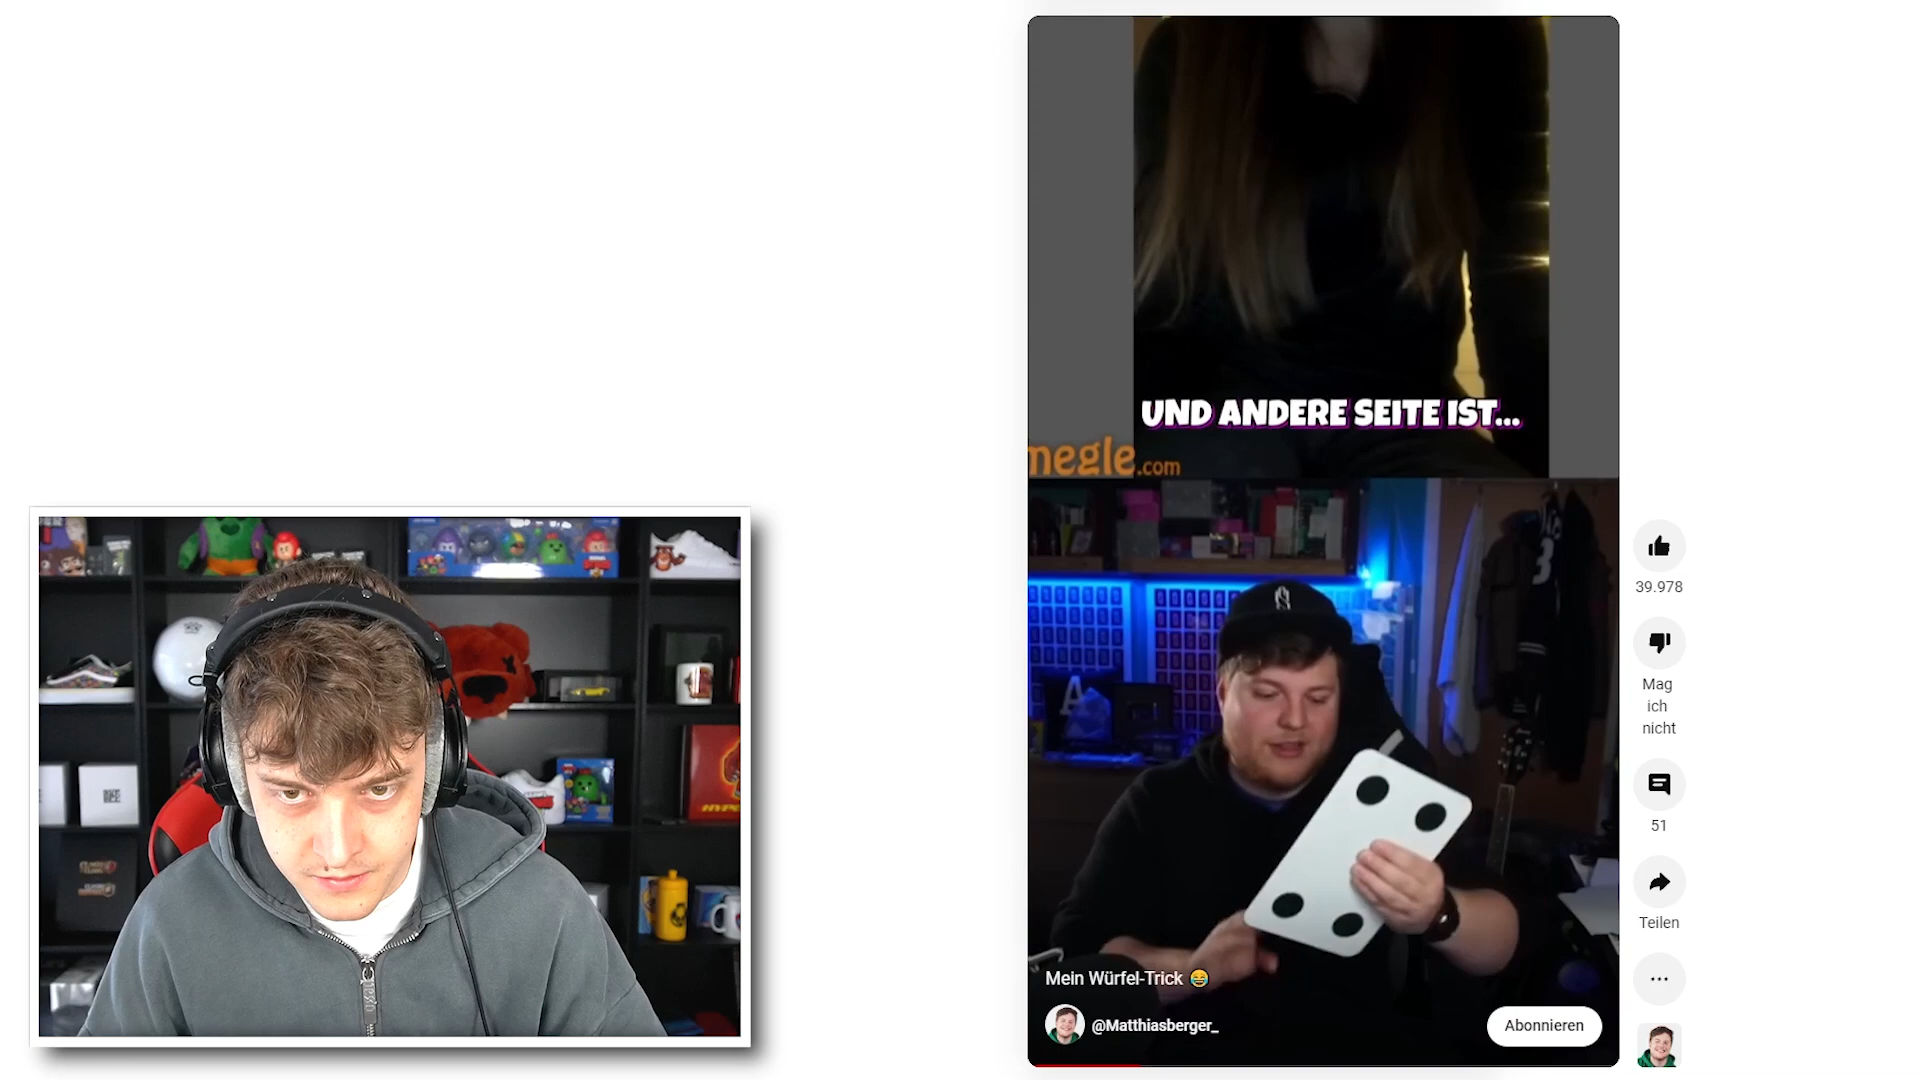 UND ANDERE SEITE IST...
megle.com
Mein Würfel-Trick 😂
@Matthiasberger_
Abonnieren
39.978
Mag
ich
nicht
51
Teilen